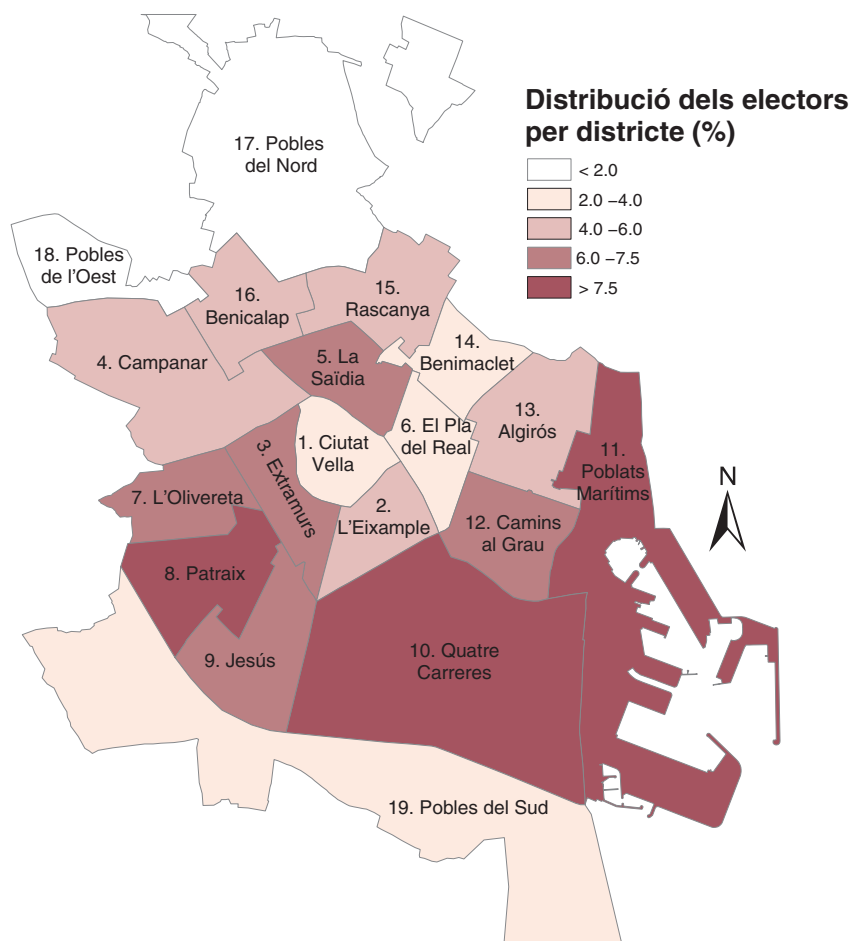 Distribució dels electors
per districte (%)
< 2.0
2.0 –4.0
4.0 –6.0
6.0 –7.5
> 7.5
17. Pobles
del Nord
18. Pobles
de l'Oest
16.
Benicalap
15.
Rascanya
4. Campanar
5. La
Saïdia
14.
Benimaclet
1. Ciutat
Vella
6. El Pla
del Real
13.
Algirós
11.
Poblats
Marítims
3. Extramurs
7. L'Olivereta
2.
L'Eixample
12. Camins
al Grau
N
8. Patraix
9. Jesús
10. Quatre
Carreres
19. Pobles del Sud